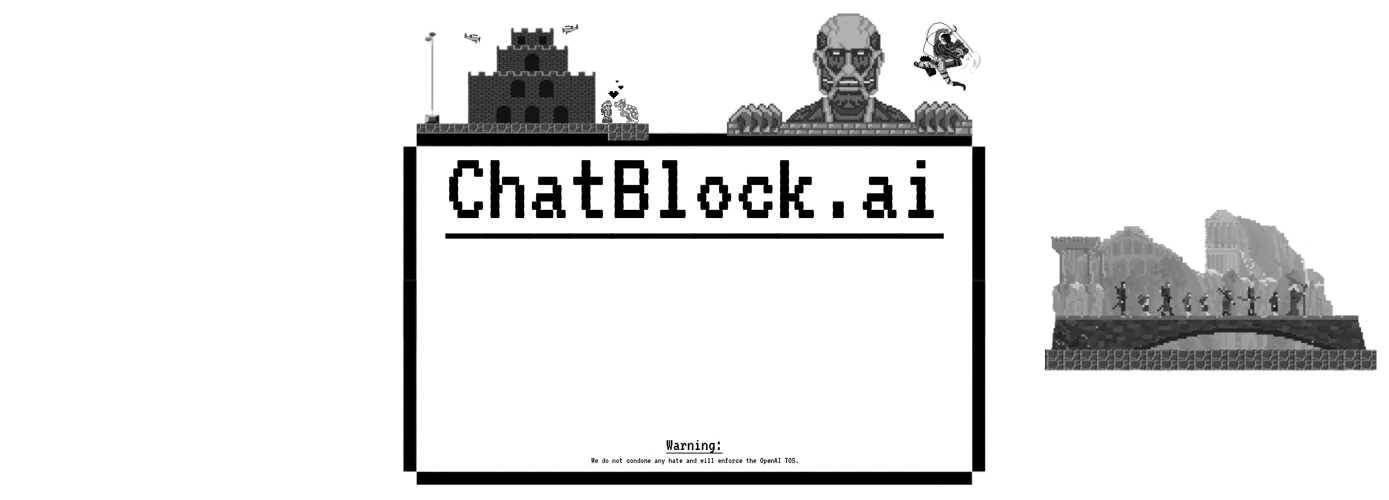 ChatBlock.ai
Warning:
We do not condone any hate and will enforce the OpenAI TOS.